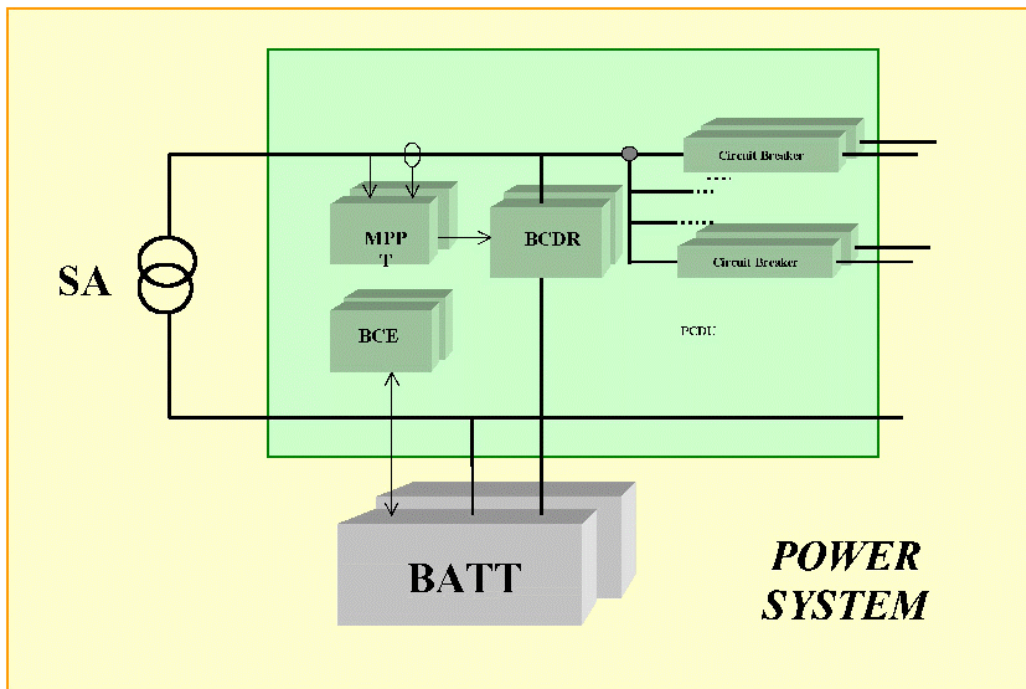 Circuit Breaker
SA
MPP
T
BCDR
Circuit Breaker
BCE
PCDU
BATT
POWER
SYSTEM